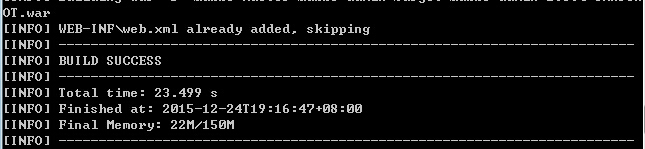 OT.war
[INFO] WEB-INF\web.xml already added, skipping
[INFO] ------------------------------------------------------------------------
[INFO] BUILD SUCCESS
[INFO] ------------------------------------------------------------------------
[INFO] Total time: 23.499 s
[INFO] Finished at: 2015-12-24T19:16:47+08:00
[INFO] Final Memory: 22M/150M
[INFO] ------------------------------------------------------------------------